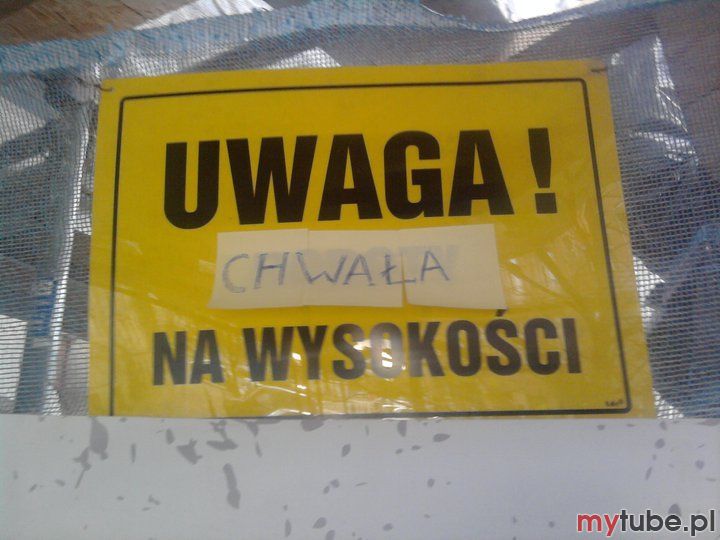 UWAGA!
CHWAŁA
NA WYSOKOŚCI
mytube.pl